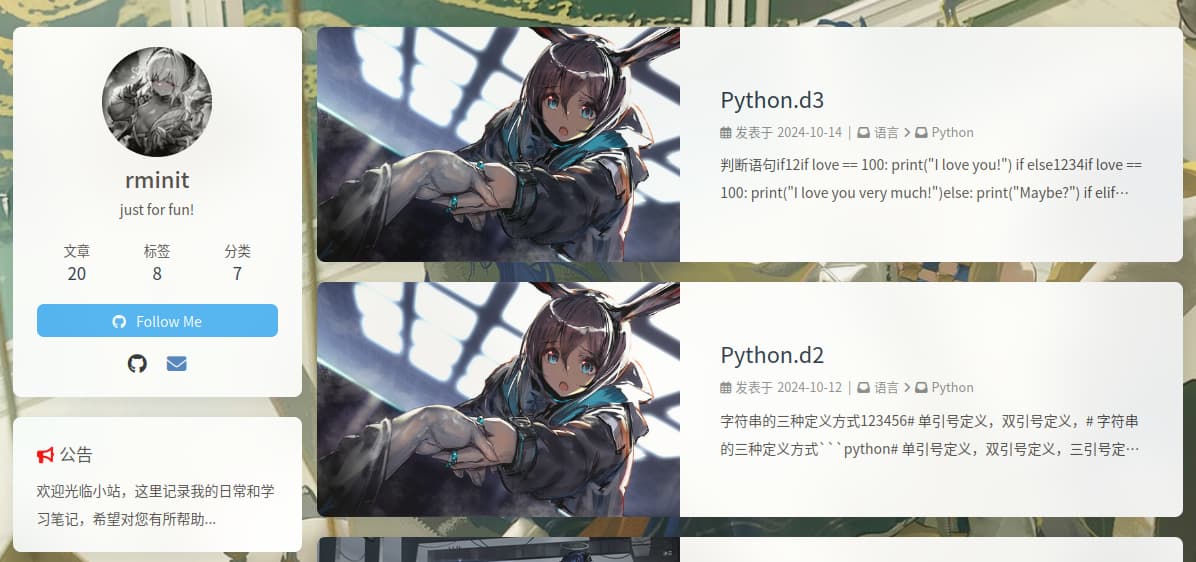 rminit
just for fun!
文章 标签 分类
20 8 7
Follow Me
公告
欢迎光临小站，这里记录我的日常和学
习笔记，希望对您有所帮助...
Python.d3
发表于 2024-10-14 | 语言 > Python
判断语句if12if love == 100: print("I love you!") if else1234if love ==
100: print("I love you very much!")else: print("Maybe?") if elif…
Python.d2
发表于 2024-10-12 | 语言 > Python
字符串的三种定义方式123456# 单引号定义，双引号定义，# 字符串
的三种定义方式```python# 单引号定义，双引号定义，三引号定…